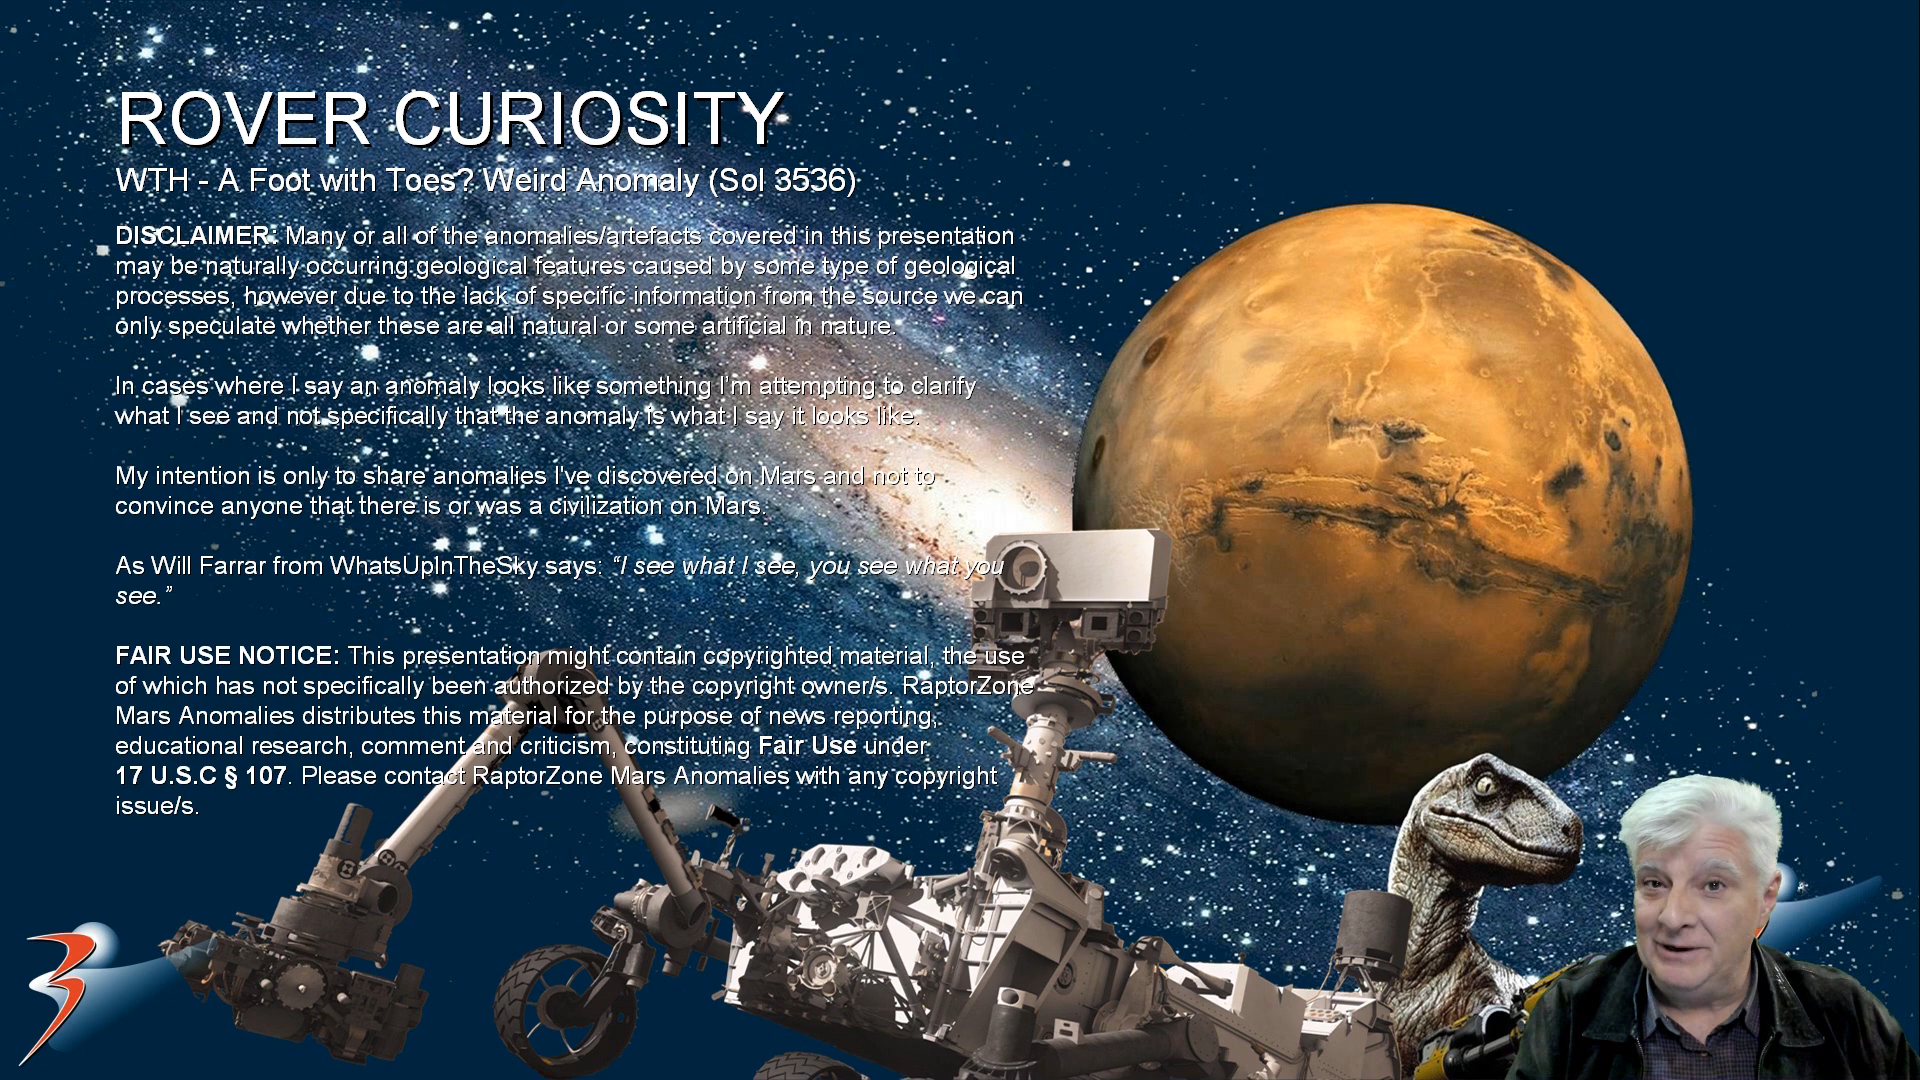 ROVER CURIOSITY
WTH - A Foot with Toes? Weird Anomaly (Sol 3536)
DISCLAIMER: Many or all of the anomalies/artefacts covered in this presentation
may be naturally occurring geological features caused by some type of geological
processes, however due to the lack of specific information from the source we can
only speculate whether these are all natural or some artificial in nature.
In cases where I say an anomaly looks like something I'm attempting to clarify
what I see and not specifically that the anomaly is what I say it looks like.
My intention is only to share anomalies I've discovered on Mars and not to
convince anyone that there is or was a civilization on Mars.
As Will Farrar from WhatsUpInTheSky says: “I see what I see, you see what you
see.”
FAIR USE NOTICE: This presentation might contain copyrighted material, the use
of which has not specifically been authorized by the copyright owner/s. RaptorZone
Mars Anomalies distributes this material for the purpose of news reporting,
educational research, comment and criticism, constituting Fair Use under
17 U.S.C § 107. Please contact RaptorZone Mars Anomalies with any copyright
issue/s.